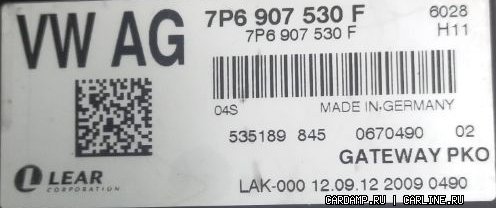 VW AG
7P6 907 530 F
7P6 907 530 F
6028
H11
04S
MADE IN GERMANY
535189 845 0670490 02
GATEWAY PKO
LEAR
CORPORATION
LAK-000 12.09.12 2009 0490
CARDAMP.RU | CARLINE.RU